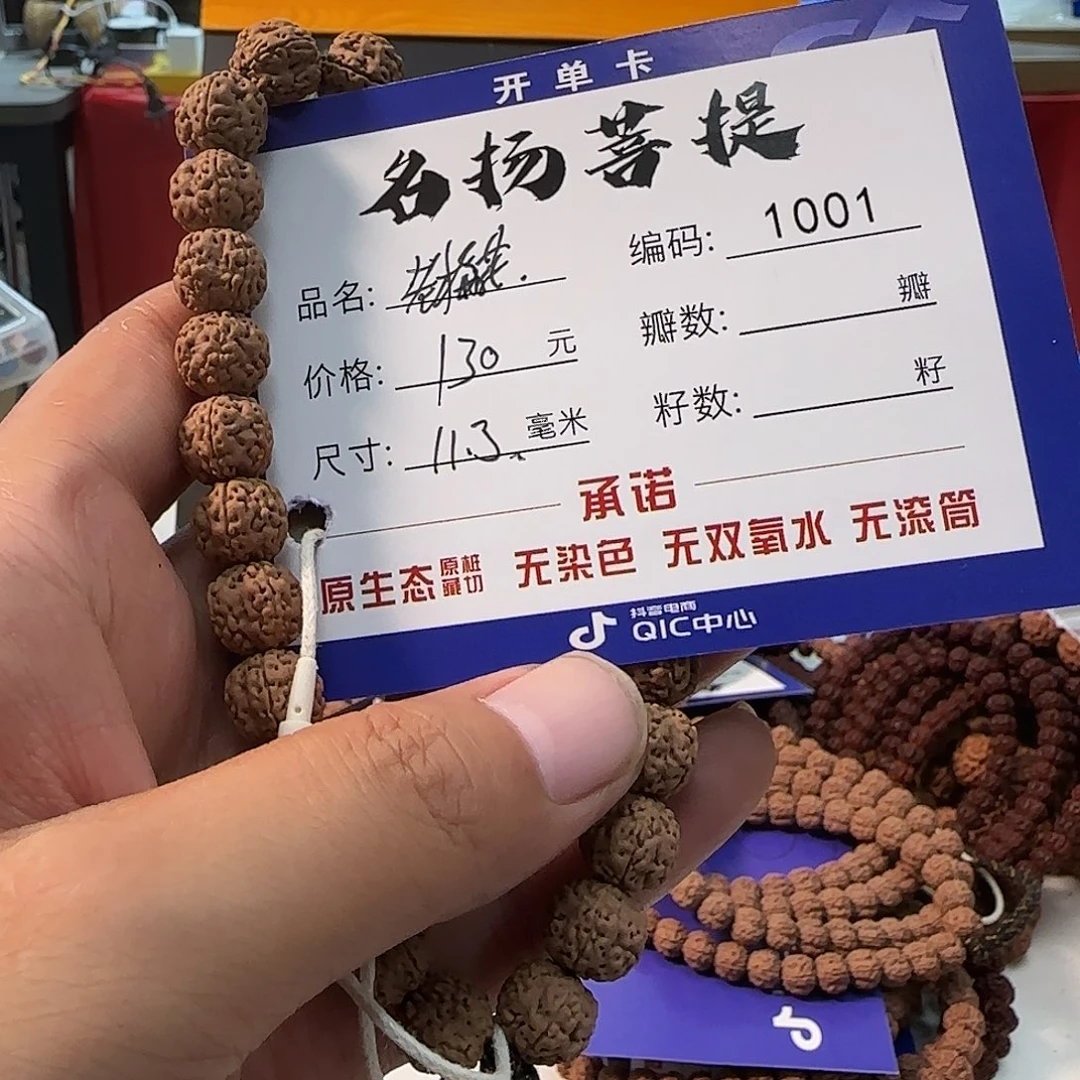 开单卡
名扬菩提
品名:
编码: 1001
价格: 130 元
瓣数: 瓣
尺寸: 11.3 毫米
籽数: 籽
承诺
原生态 原桩藏切 无染色 无双氧水 无滚筒
抖音电商
QIC中心